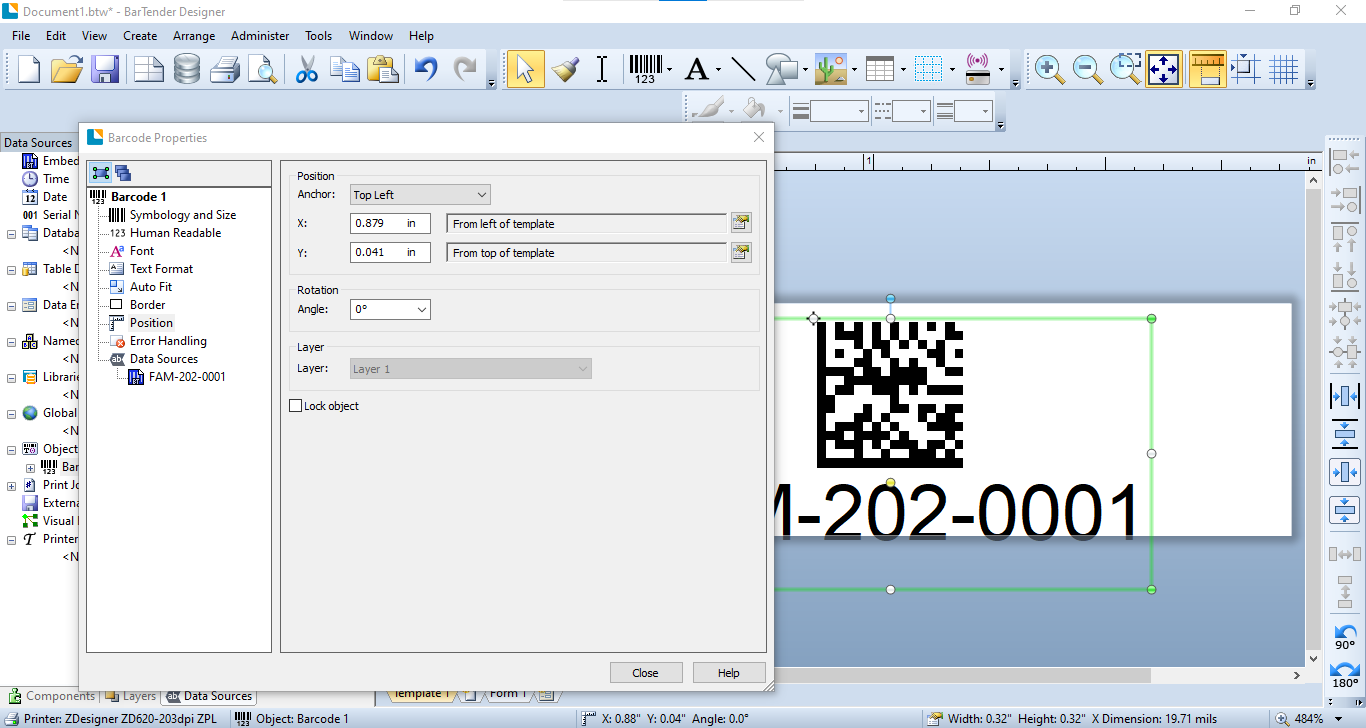 Document1.btw* - BarTender Designer
File Edit View Create Arrange Administer Tools Window Help
123
Data Sources
Barcode Properties
1
in
Embed
Time
12 Date
001 Serial N
Databa
<N
Table D
<N
Data En
<N
Named
<N
Librarie
<N
Global
<N
Object
Bar
Print Jo
Externa
Visual
Printer
<N
Barcode 1
Symbology and Size
123 Human Readable
Font
Text Format
Auto Fit
Border
Position
Error Handling
Data Sources
FAM-202-0001
Position
Anchor: Top Left
X: 0.879 in From left of template
Y: 0.041 in From top of template
Rotation
Angle: 0°
Layer
Layer: Layer 1
Lock object
M-202-0001
90°
180°
Close Help
Components Layers Data Sources
Template 1 Form 1
Printer: ZDesigner ZD620-203dpi ZPL Object: Barcode 1 X: 0.88" Y: 0.04" Angle: 0.0° Width: 0.32" Height: 0.32" X Dimension: 19.71 mils 484%